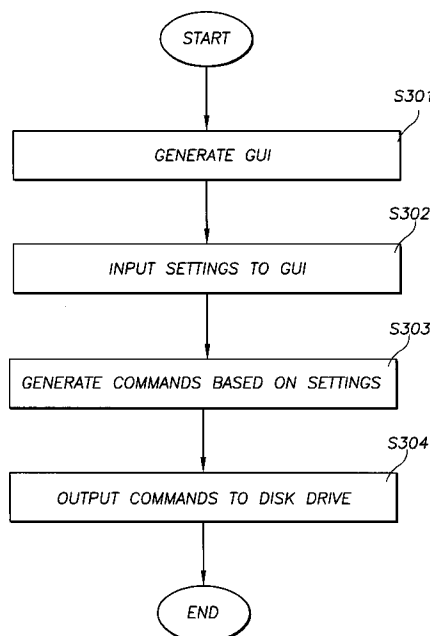 START
S301
GENERATE GUI
S302
INPUT SETTINGS TO GUI
S303
GENERATE COMMANDS BASED ON SETTINGS
S304
OUTPUT COMMANDS TO DISK DRIVE
END